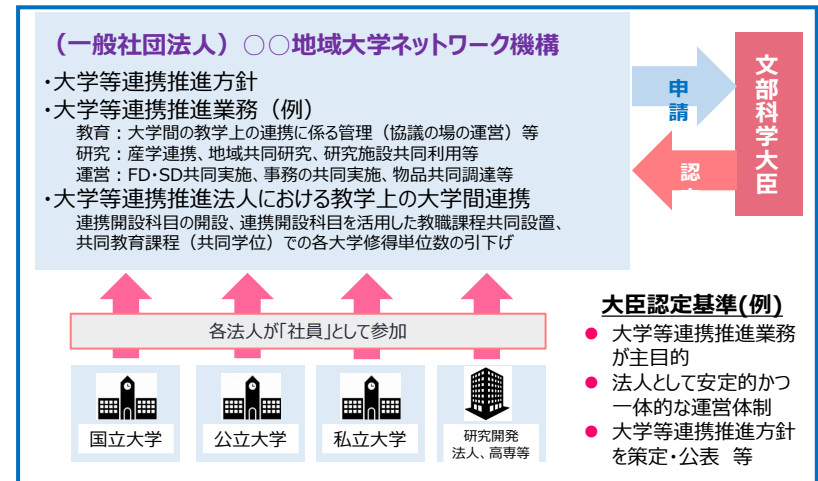 （一般社団法人）○○地域大学ネットワーク機構
・大学等連携推進方針
・大学等連携推進業務（例）
教育：大学間の教学上の連携に係る管理（協議の場の運営）等
研究：産学連携、地域共同研究、研究施設共同利用等
運営：FD・SD共同実施、事務の共同実施、物品共同調達等
・大学等連携推進法人における教学上の大学間連携
連携開設科目の開設、連携開設科目を活用した教職課程共同設置、
共同教育課程（共同学位）での各大学修得単位数の引下げ
申請
認
文部科学大臣
各法人が「社員」として参加
国立大学
公立大学
私立大学
研究開発
法人、高専等
大臣認定基準(例)
● 大学等連携推進業務
が主目的
● 法人として安定的かつ
一体的な運営体制
● 大学等連携推進方針
を策定・公表 等